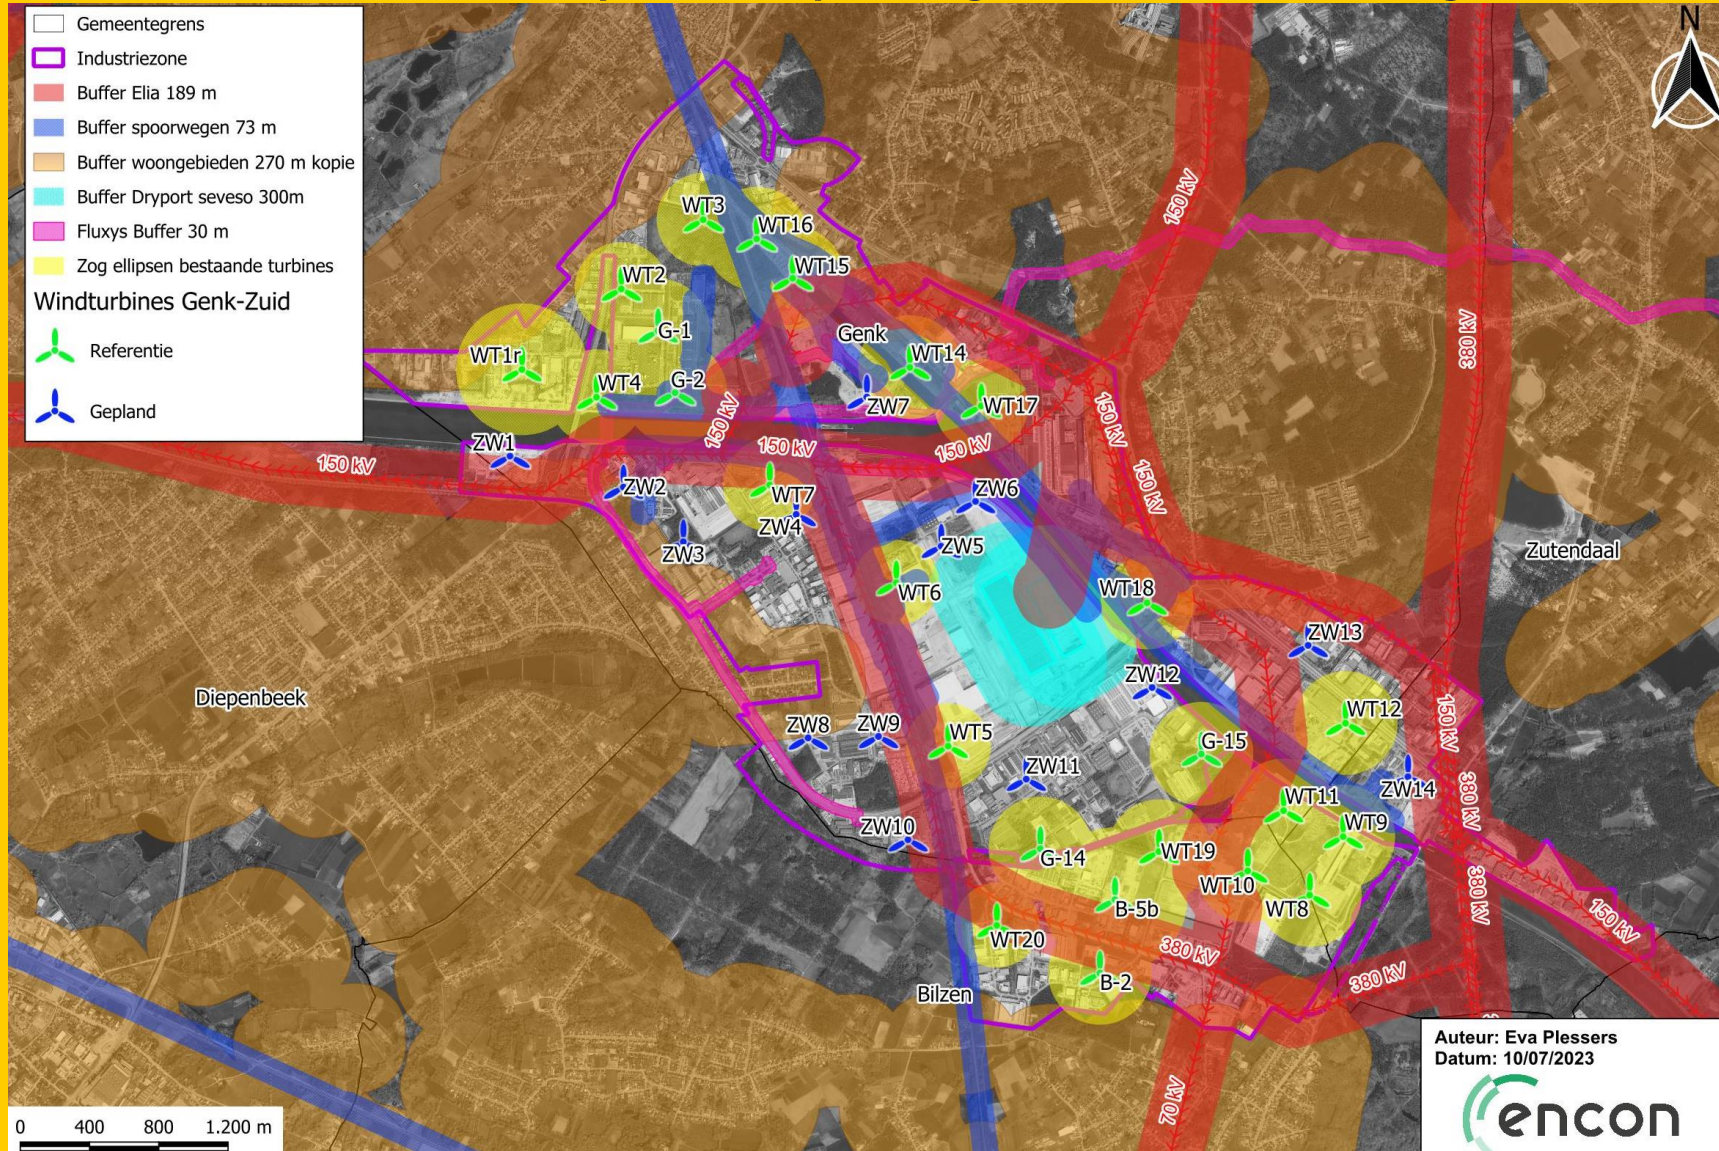 Gemeentegrens
Industriezone
Buffer Elia 189 m
Buffer spoorwegen 73 m
Buffer woongebieden 270 m kopie
Buffer Dryport seveso 300m
Fluxys Buffer 30 m
Zog ellipsen bestaande turbines
Windturbines Genk-Zuid
Referentie
Gepland
N
150 kV
380 kV
WT3
WT16
WT15
WT2
G-1
Genk
WT1r
WT14
WT4
G-2
ZW7
WT17
150 kV
150 kV
ZW1
150 kV
150 kV
150 kV
150 kV
ZW2
WT7
ZW6
ZW4
ZW3
ZW5
Zutendaal
WT6
WT18
ZW13
ZW12
Diepenbeek
WT12
150 kV
ZW8
ZW9
WT5
G-15
ZW11
ZW14
380 kV
WT11
ZW10
WT9
G-14
WT19
WT10
WT8
380 kV
B-5b
150 kV
WT20
380 kV
380 kV
B-2
Bilzen
70 kV
Auteur: Eva Plessers
Datum: 10/07/2023
encon
0 400 800 1.200 m